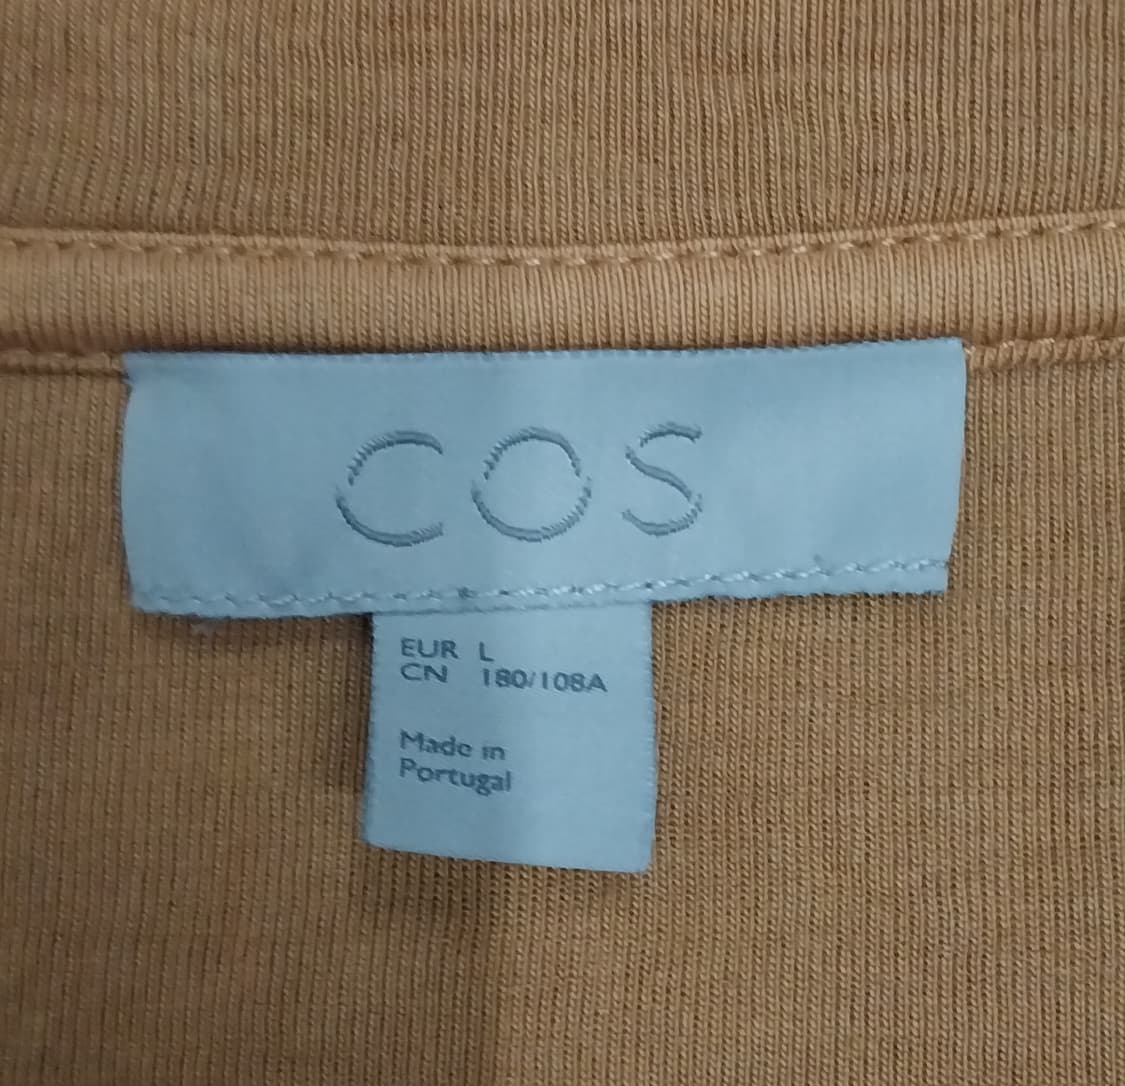 COS
EUR L
CN 180/108A
Made in
Portugal